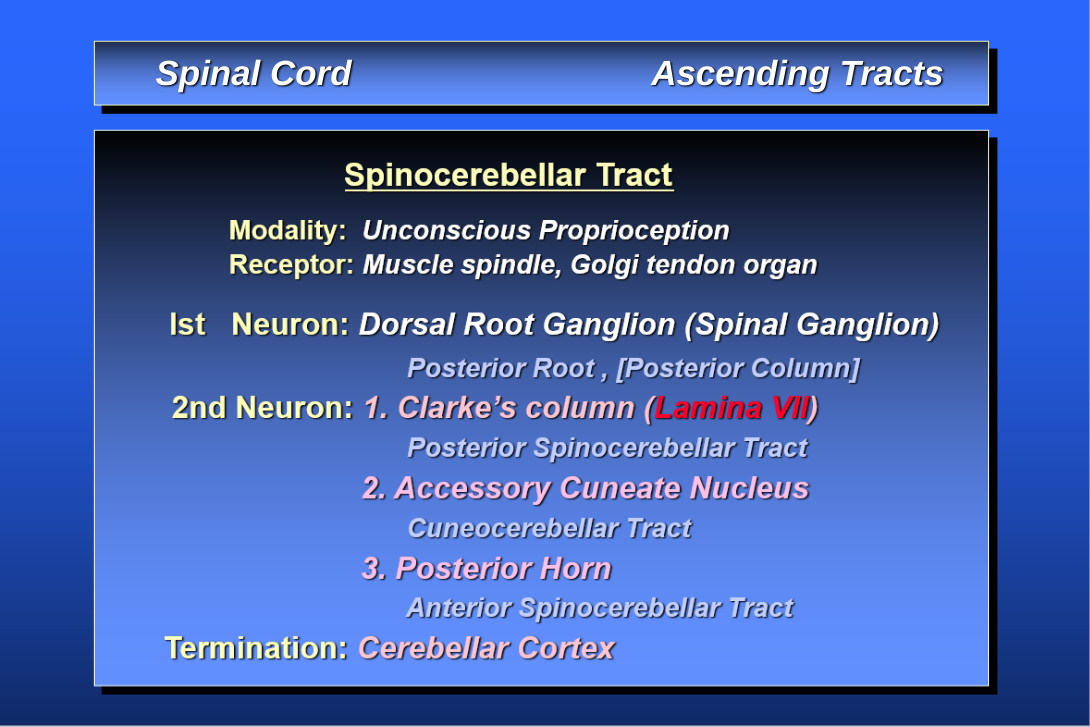 Spinal Cord Ascending Tracts
Spinocerebellar Tract
Modality: Unconscious Proprioception
Receptor: Muscle spindle, Golgi tendon organ
Ist Neuron: Dorsal Root Ganglion (Spinal Ganglion)
Posterior Root , [Posterior Column]
2nd Neuron: 1. Clarke’s column (Lamina VII)
Posterior Spinocerebellar Tract
2. Accessory Cuneate Nucleus
Cuneocerebellar Tract
3. Posterior Horn
Anterior Spinocerebellar Tract
Termination: Cerebellar Cortex